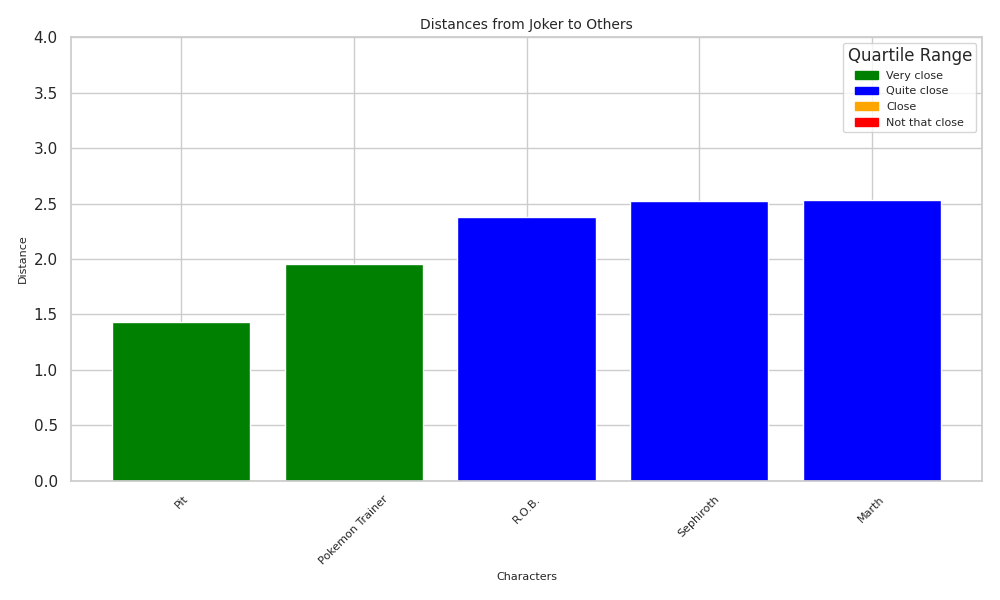 Distances from Joker to Others
4.0
3.5
3.0
2.5
2.0
1.5
1.0
0.5
0.0
Distance
Quartile Range
Very close
Quite close
Close
Not that close
Pit
Pokemon Trainer
R.O.B.
Sephiroth
Marth
Characters